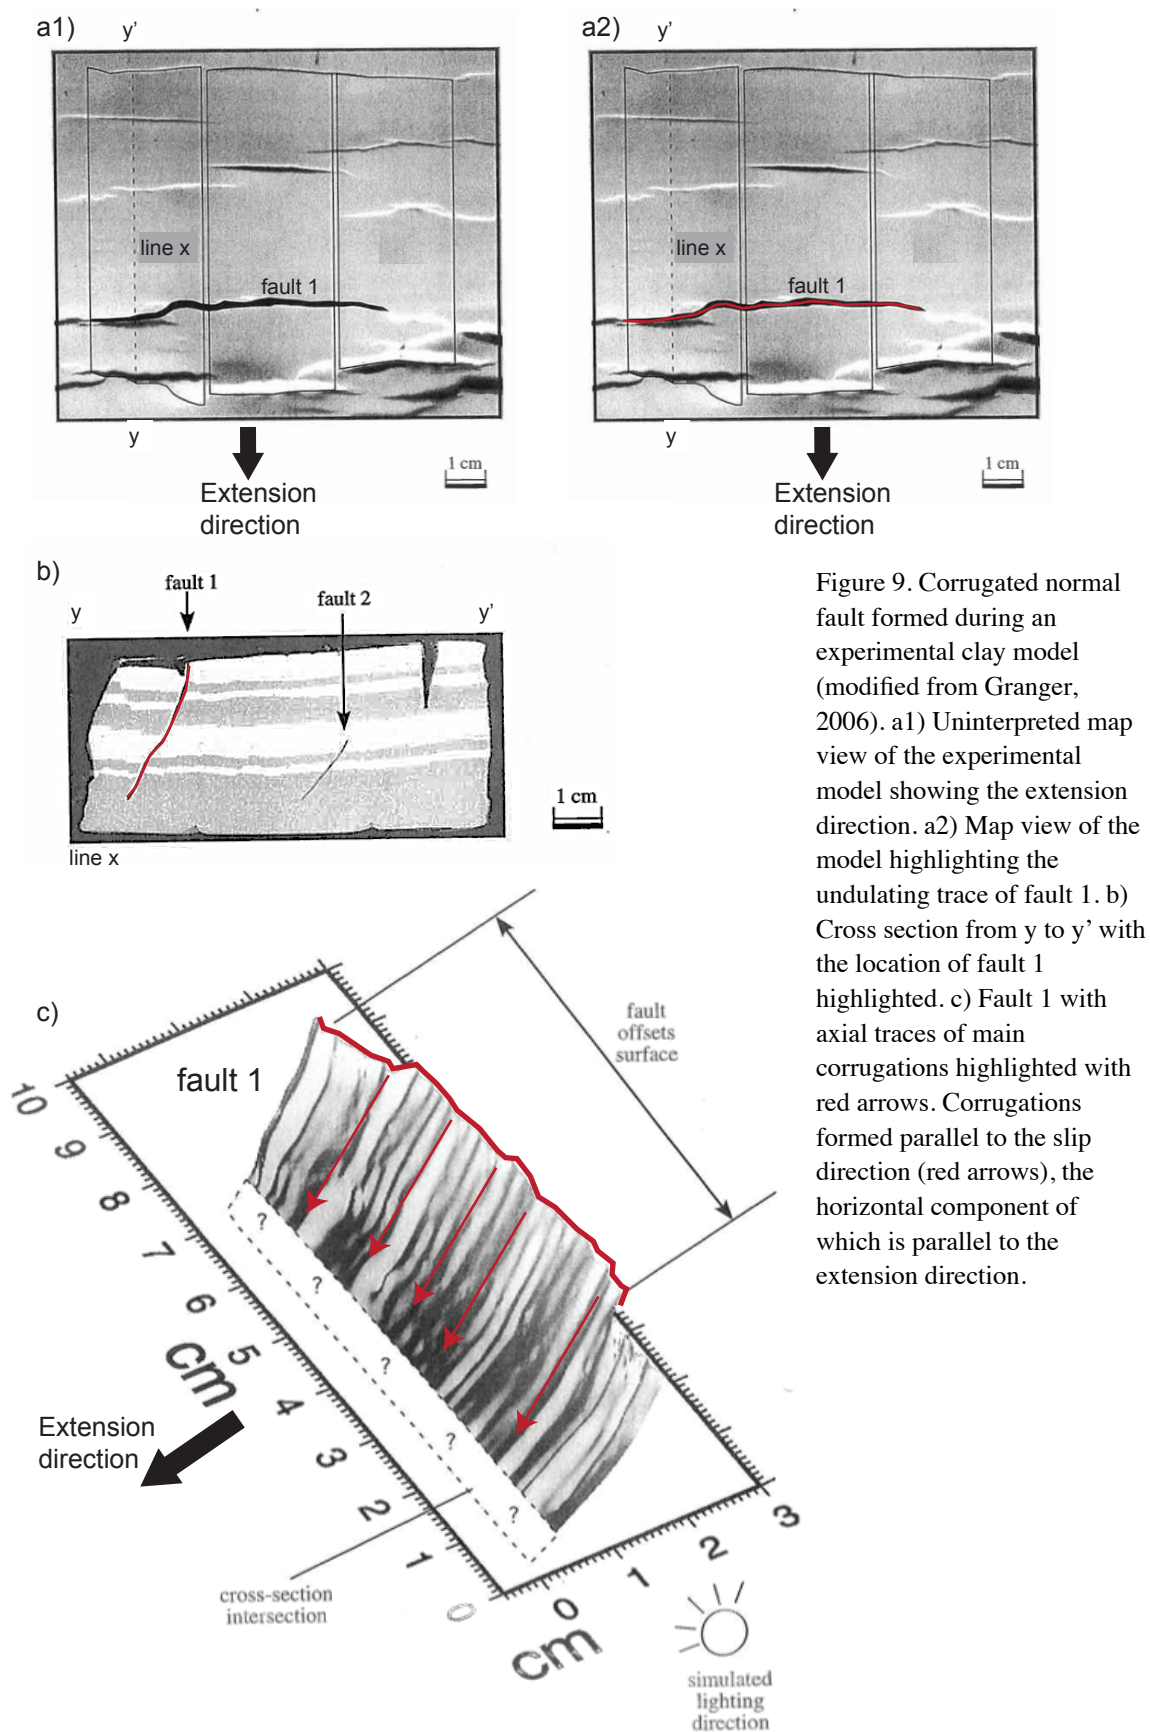 a1)
y'
line x
fault 1
y
Extension
direction
1 cm
a2)
y'
line x
fault 1
y
Extension
direction
1 cm
b)
fault 1
y
fault 2
y'
1 cm
line x
Figure 9. Corrugated normal
fault formed during an
experimental clay model
(modified from Granger,
2006). a1) Uninterpreted map
view of the experimental
model showing the extension
direction. a2) Map view of the
model highlighting the
undulating trace of fault 1. b)
Cross section from y to y’ with
the location of fault 1
highlighted. c) Fault 1 with
axial traces of main
corrugations highlighted with
red arrows. Corrugations
formed parallel to the slip
direction (red arrows), the
horizontal component of
which is parallel to the
extension direction.
c)
fault
offsets
surface
fault 1
10
9
8
7
6
5
4
3
2
1
0
cm
?
?
?
?
?
Extension
direction
cross-section
intersection
0
1
2
3
cm
simulated
lighting
direction